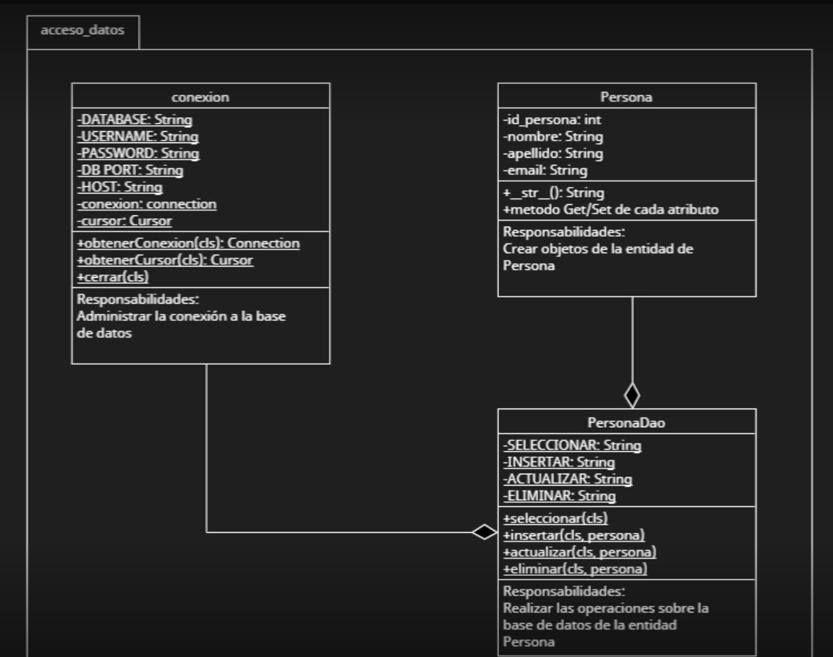 acceso_datos
conexion
-DATABASE: String
-USERNAME: String
-PASSWORD: String
-DB PORT: String
-HOST: String
-conexion: connection
-cursor: Cursor
+obtenerConexion(cls): Connection
+obtenerCursor(cls): Cursor
+cerrar(cls)
Responsabilidades:
Administrar la conexión a la base
de datos
Persona
-id_persona: int
-nombre: String
-apellido: String
-email: String
+__str__(): String
+metodo Get/Set de cada atributo
Responsabilidades:
Crear objetos de la entidad de
Persona
PersonaDao
-SELECCIONAR: String
-INSERTAR: String
-ACTUALIZAR: String
-ELIMINAR: String
+seleccionar(cls)
+insertar(cls, persona)
+actualizar(cls, persona)
+eliminar(cls, persona)
Responsabilidades:
Realizar las operaciones sobre la
base de datos de la entidad
Persona